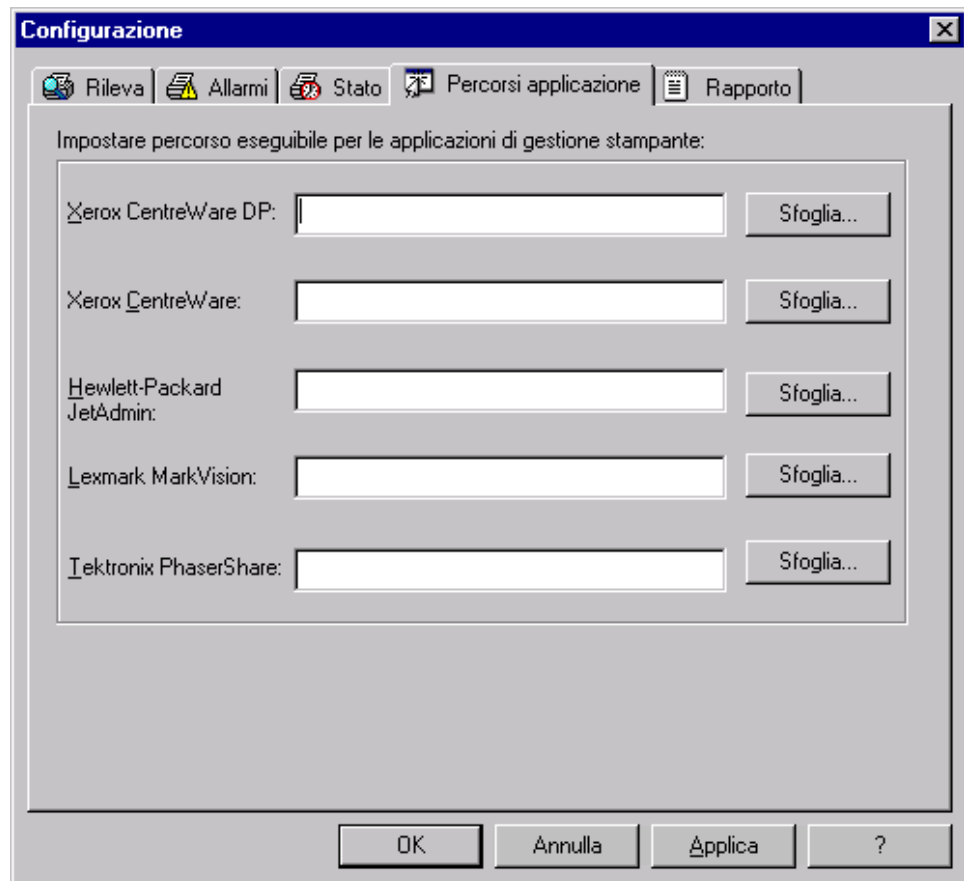 Configurazione
Rileva Allarmi Stato Percorsi applicazione Rapporto
Impostare percorso eseguibile per le applicazioni di gestione stampante:
Xerox CentreWare DP: Sfoglia...
Xerox CentreWare: Sfoglia...
Hewlett-Packard
JetAdmin: Sfoglia...
Lexmark MarkVision: Sfoglia...
Tektronix PhaserShare: Sfoglia...
OK Annulla Applica ?